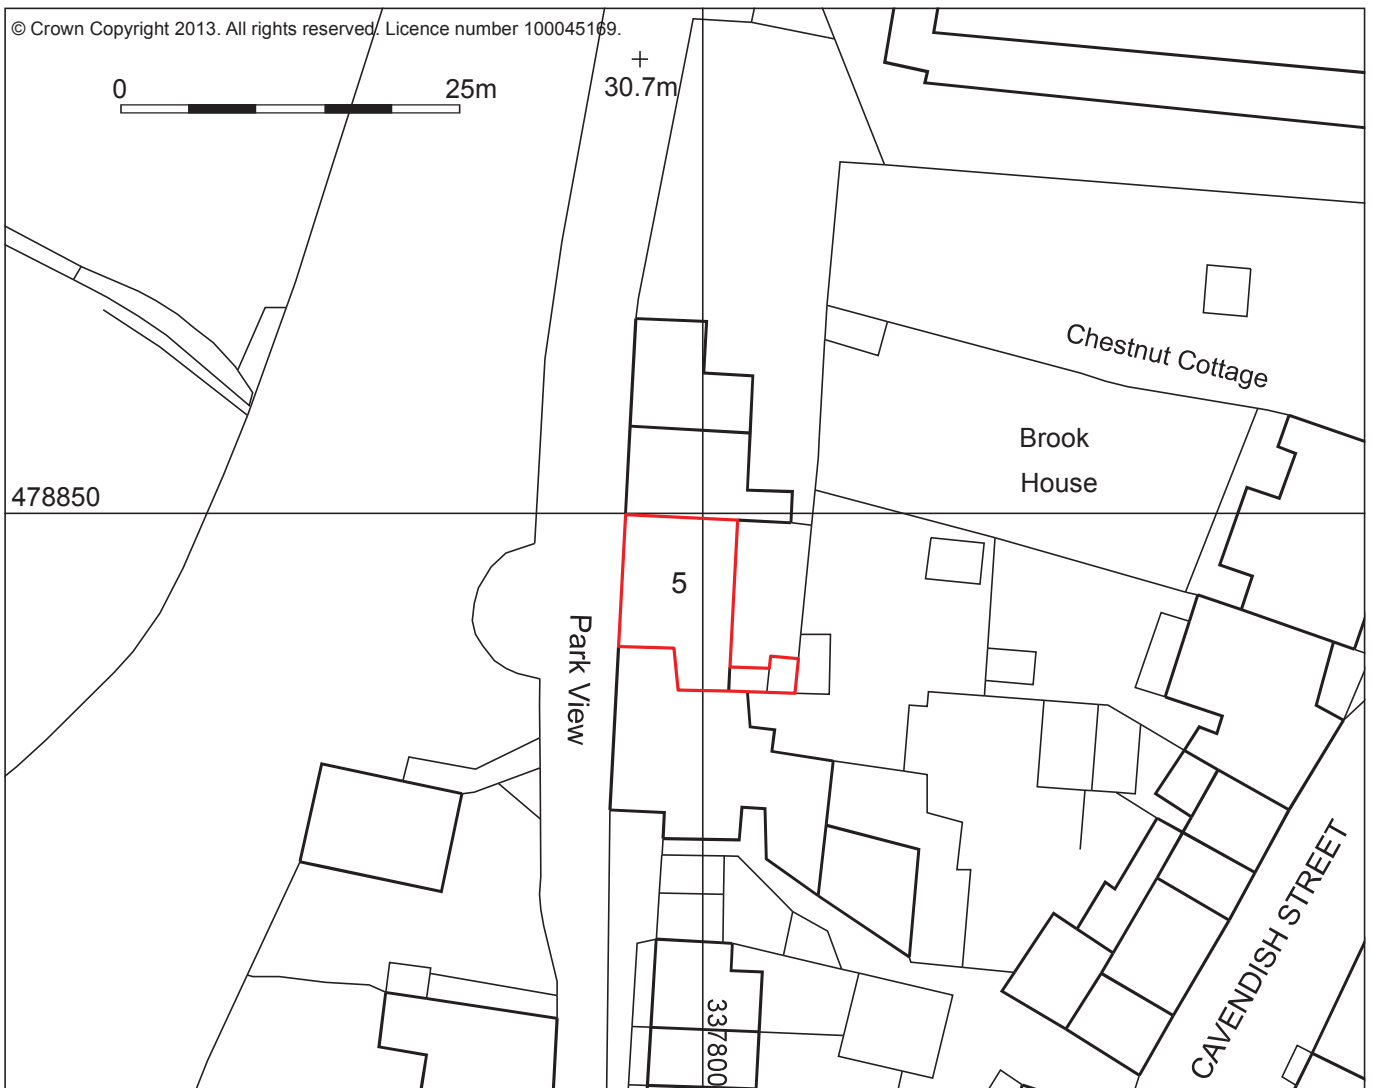 © Crown Copyright 2013. All rights reserved. Licence number 100045169.
0 25m
30.7m
Chestnut Cottage
Brook
House
478850
5
Park View
CAVENDISH STREET
337800